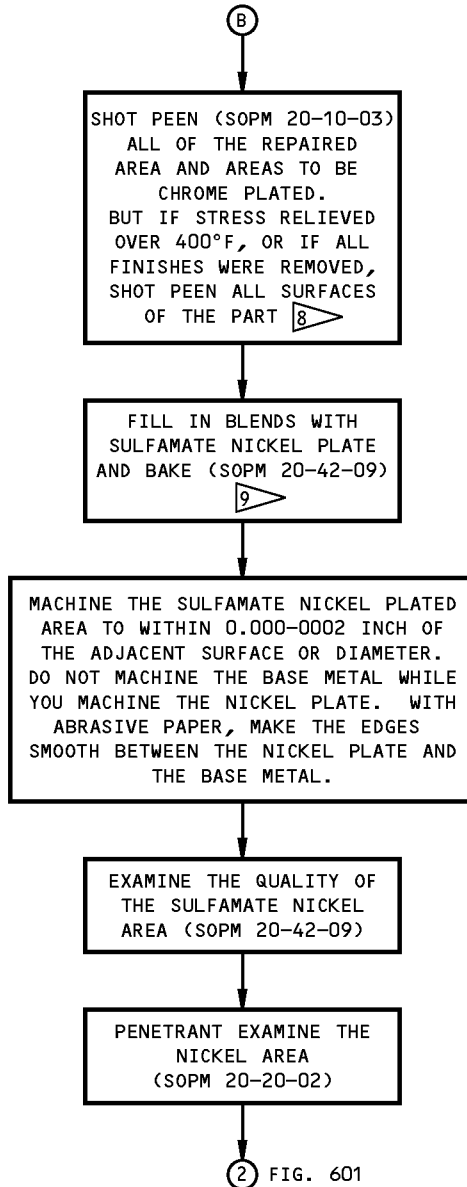 B
SHOT PEEN (SOPM 20-10-03)
ALL OF THE REPAIRED
AREA AND AREAS TO BE
CHROME PLATED.
BUT IF STRESS RELIEVED
OVER 400°F, OR IF ALL
FINISHES WERE REMOVED,
SHOT PEEN ALL SURFACES
OF THE PART 8
FILL IN BLENDS WITH
SULFAMATE NICKEL PLATE
AND BAKE (SOPM 20-42-09)
9
MACHINE THE SULFAMATE NICKEL PLATED
AREA TO WITHIN 0.000-0002 INCH OF
THE ADJACENT SURFACE OR DIAMETER.
DO NOT MACHINE THE BASE METAL WHILE
YOU MACHINE THE NICKEL PLATE. WITH
ABRASIVE PAPER, MAKE THE EDGES
SMOOTH BETWEEN THE NICKEL PLATE AND
THE BASE METAL.
EXAMINE THE QUALITY OF
THE SULFAMATE NICKEL
AREA (SOPM 20-42-09)
PENETRANT EXAMINE THE
NICKEL AREA
(SOPM 20-20-02)
2 FIG. 601